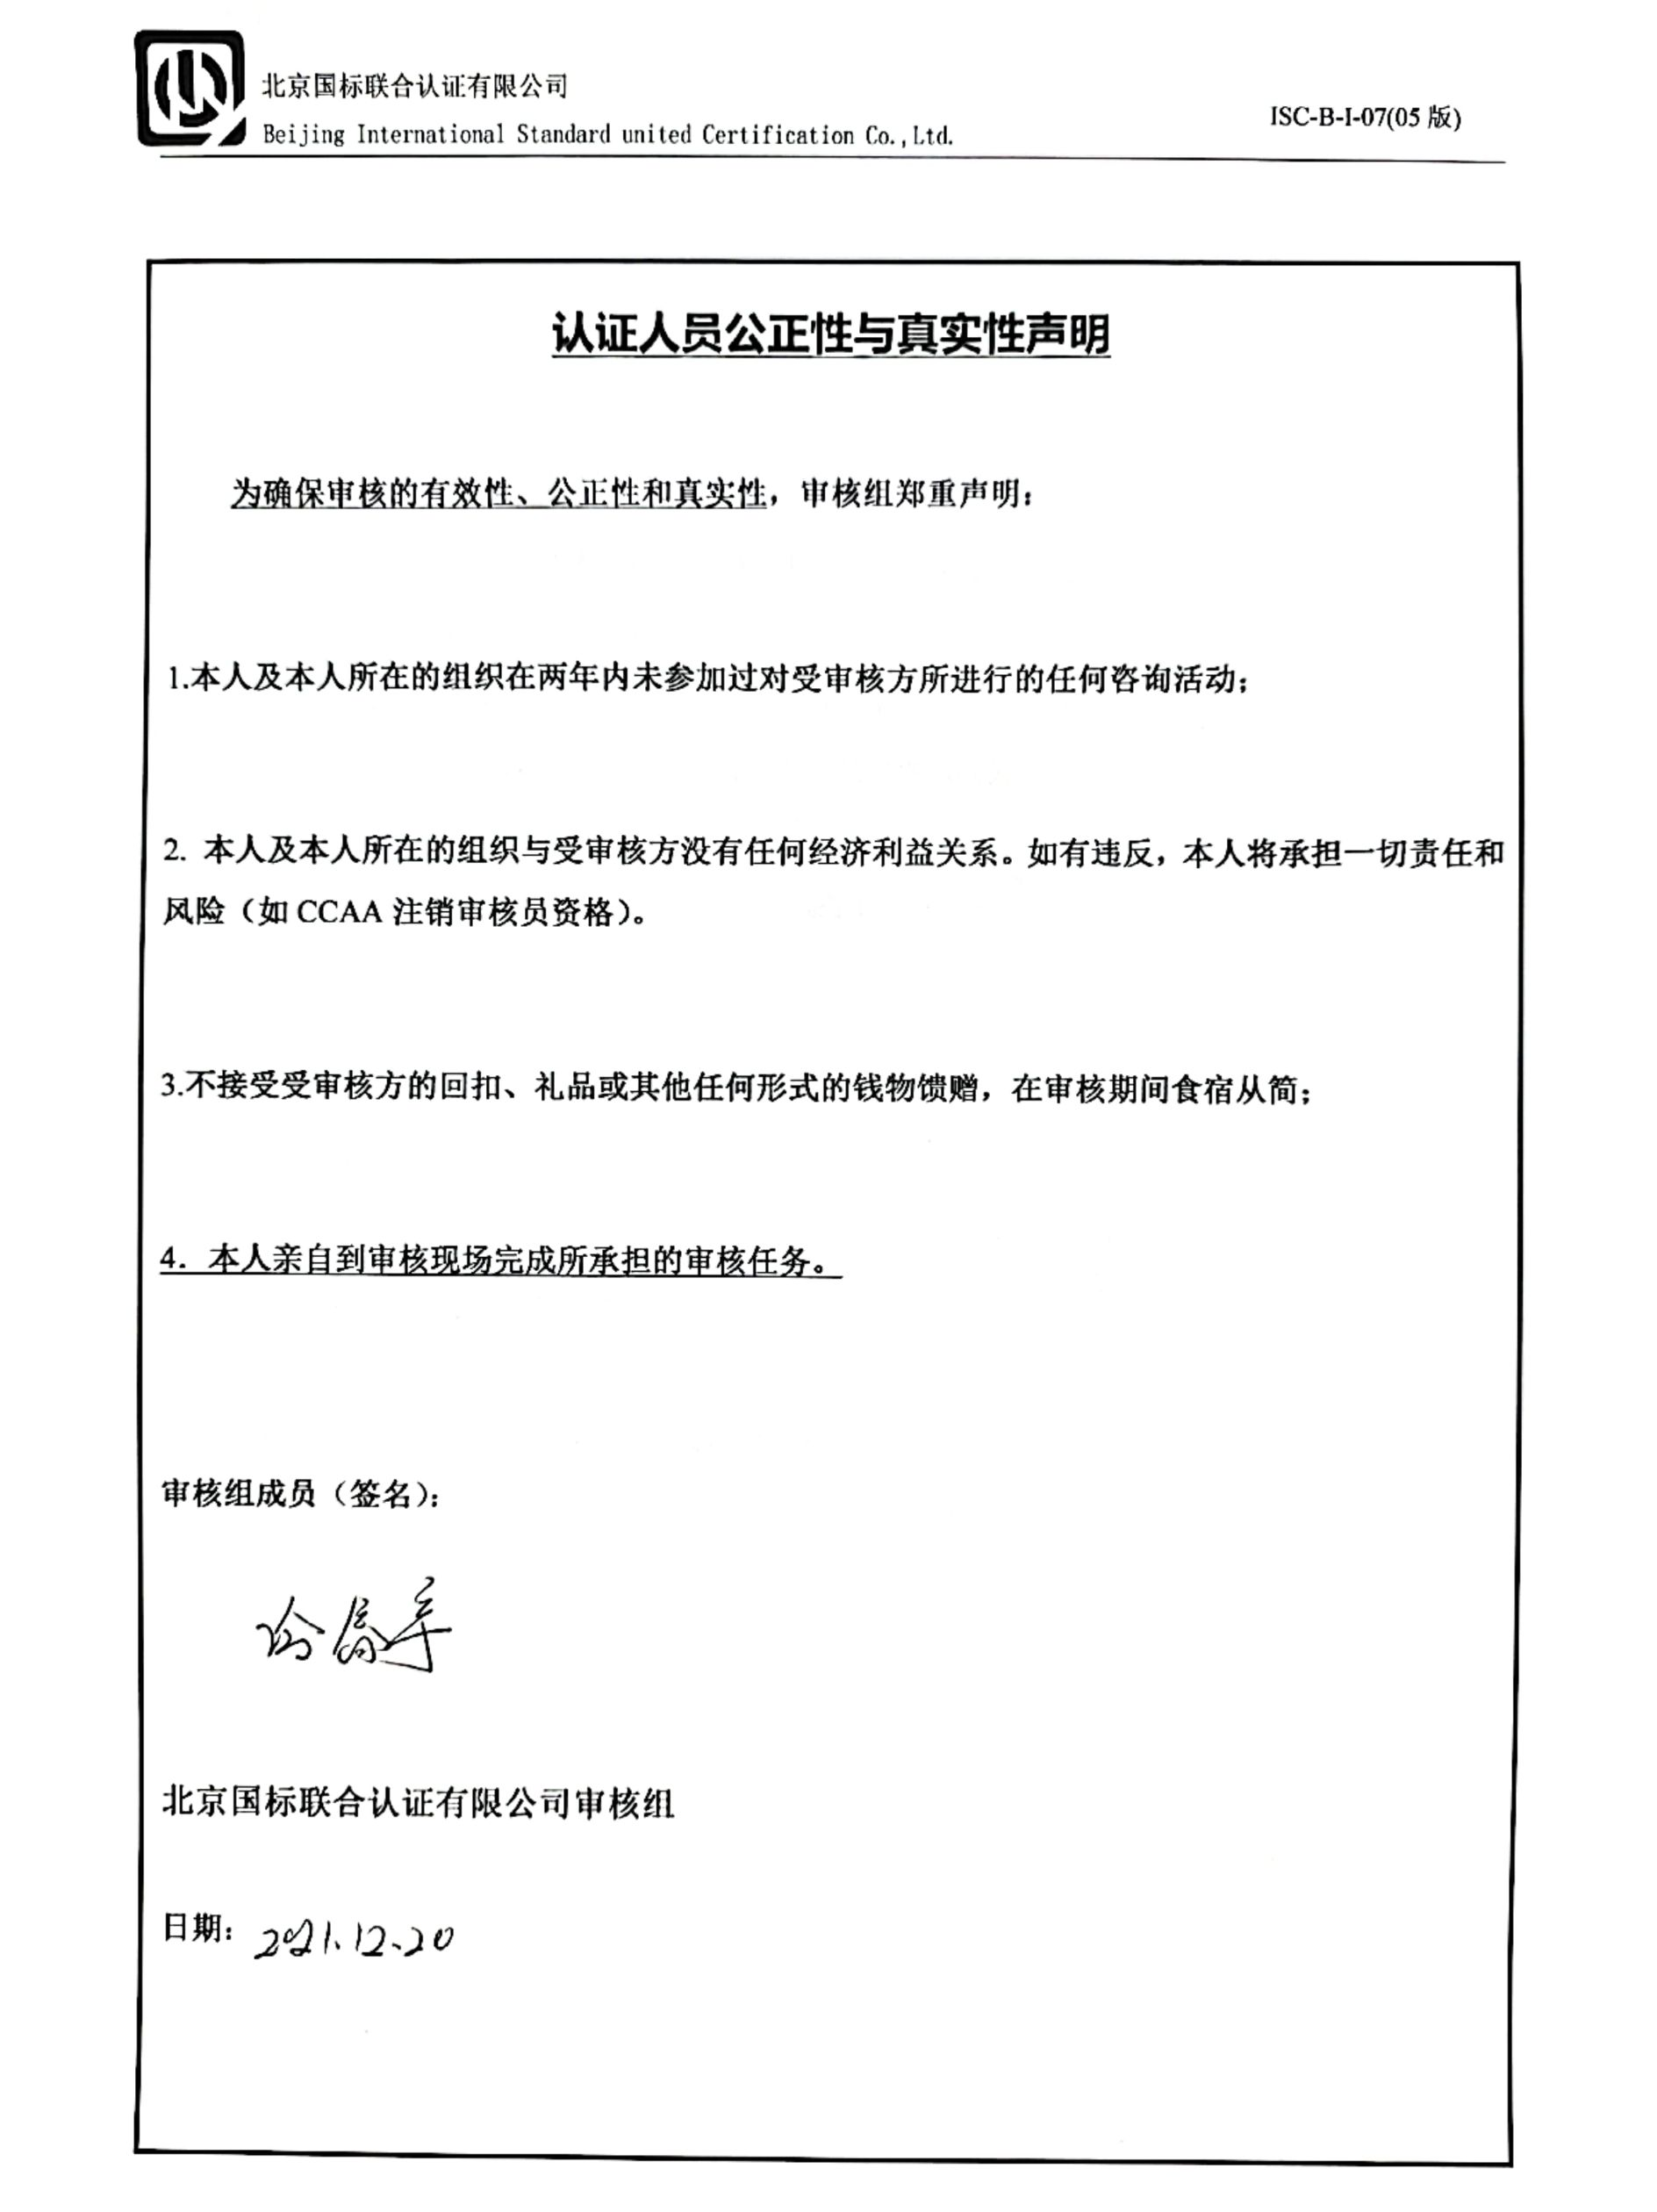 北京国标联合认证有限公司
Beijing International Standard united Certification Co.,Ltd.
ISC-B-I-07(05 版)
认证人员公正性与真实性声明
为确保审核的有效性、公正性和真实性，审核组郑重声明：
1.本人及本人所在的组织在两年内未参加过对受审核方所进行的任何咨询活动；
2. 本人及本人所在的组织与受审核方没有任何经济利益关系。如有违反，本人将承担一切责任和
风险（如 CCAA 注销审核员资格）。
3.不接受受审核方的回扣、礼品或其他任何形式的钱物馈赠，在审核期间食宿从简；
4. 本人亲自到审核现场完成所承担的审核任务。
审核组成员（签名）：
北京国标联合认证有限公司审核组
日期：2021.12.20